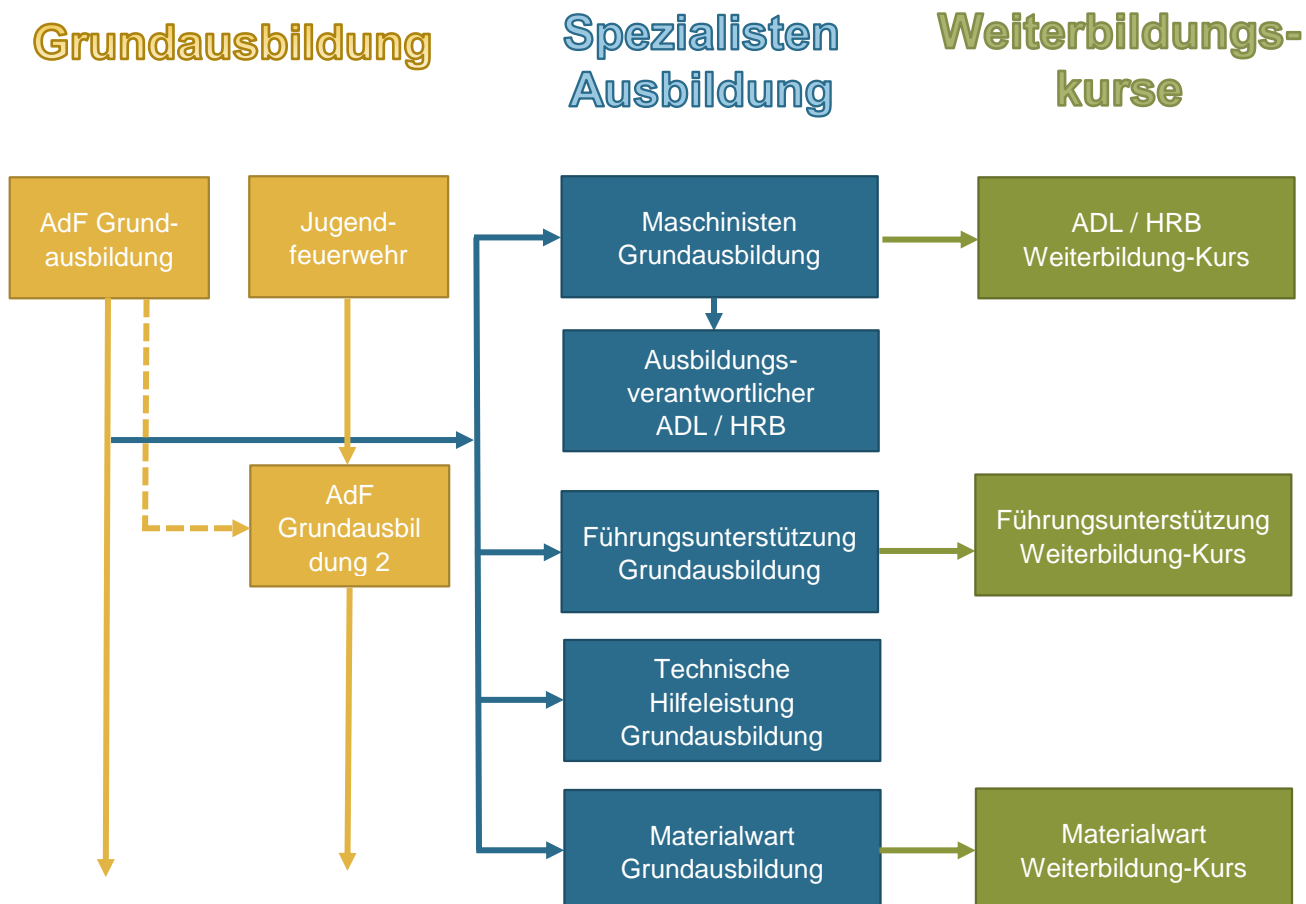 Grundausbildung
Spezialisten
Ausbildung
Weiterbildungs-
kurse
AdF Grund-
ausbildung
Jugend-
feuerwehr
AdF
Grundausbil
dung 2
Maschinisten
Grundausbildung
Ausbildungs-
verantwortlicher
ADL / HRB
Führungsunterstützung
Grundausbildung
Technische
Hilfeleistung
Grundausbildung
Materialwart
Grundausbildung
ADL / HRB
Weiterbildung-Kurs
Führungsunterstützung
Weiterbildung-Kurs
Materialwart
Weiterbildung-Kurs